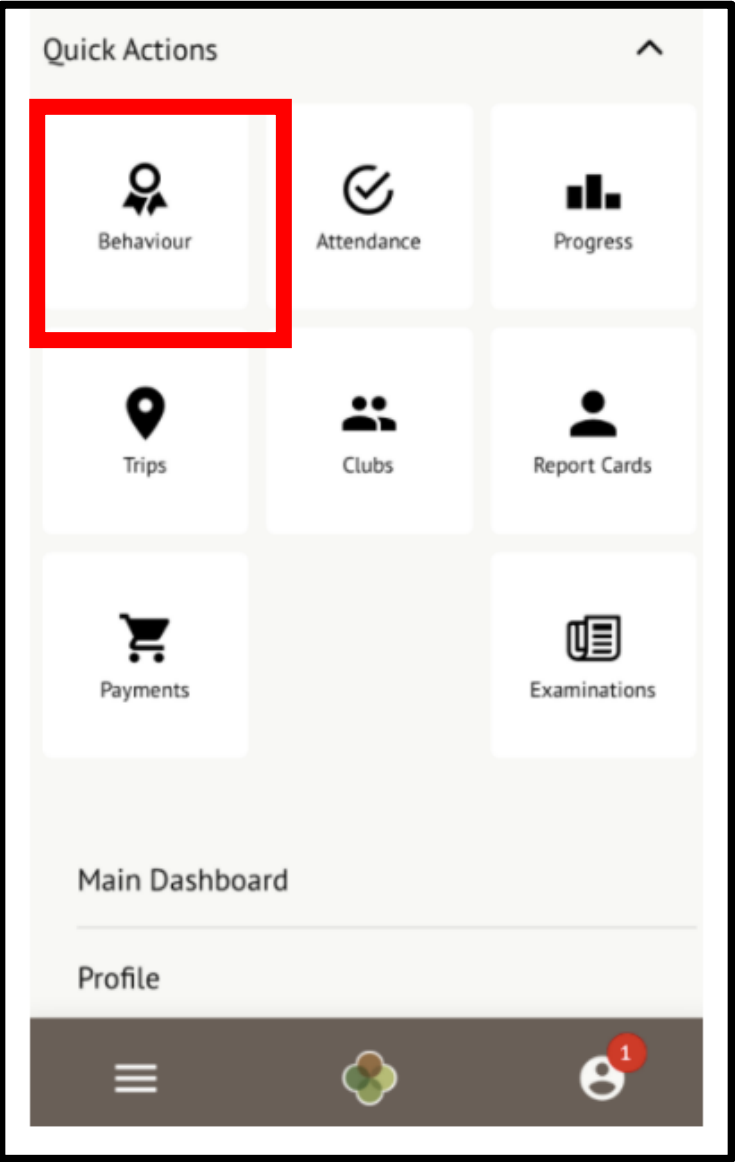 Quick Actions
Behaviour
Attendance
Progress
Trips
Clubs
Report Cards
Payments
Examinations
Main Dashboard
Profile
1